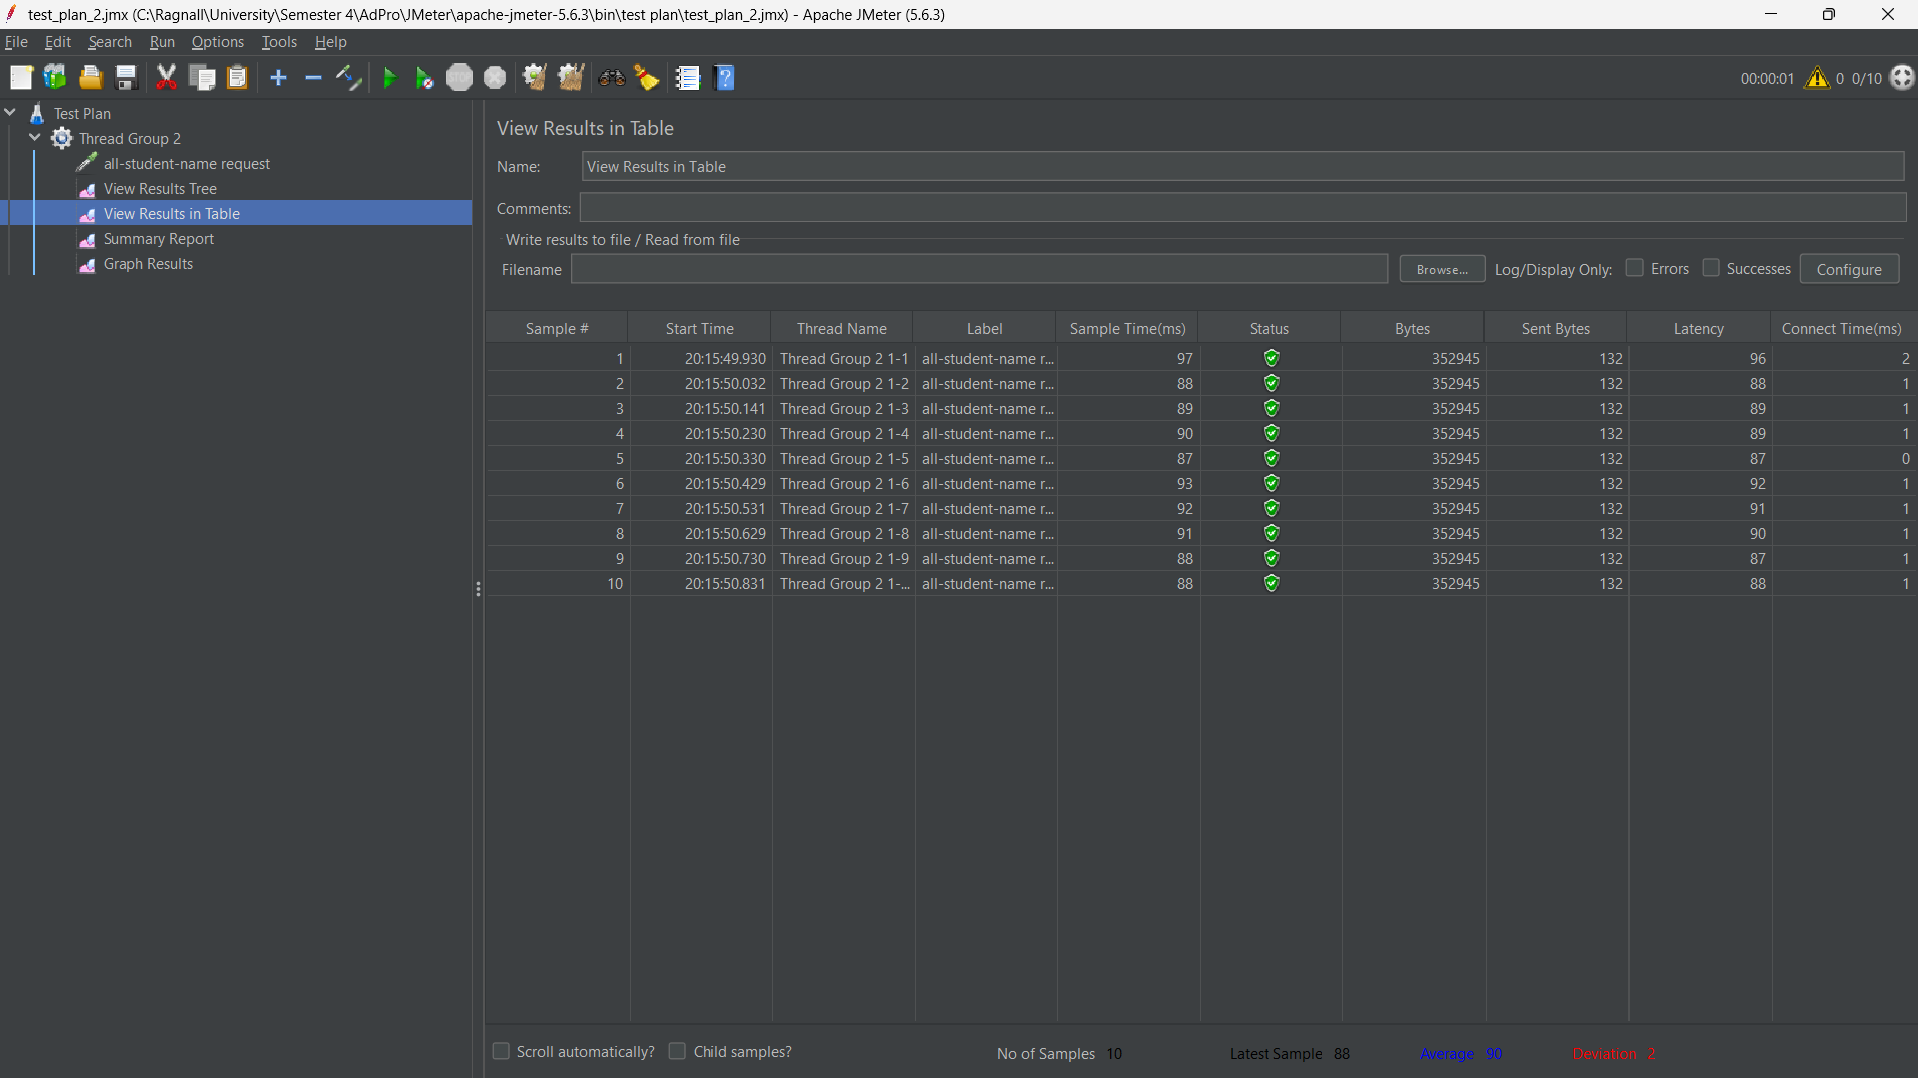 test_plan_2.jmx (C:\Ragnall\University\Semester 4\AdPro\JMeter\apache-jmeter-5.6.3\bin\test plan\test_plan_2.jmx) - Apache JMeter (5.6.3)
File Edit Search Run Options Tools Help
STOP ? 00:00:01 0 0/10
Test Plan
Thread Group 2
all-student-name request
View Results Tree
View Results in Table
Summary Report
Graph Results
View Results in Table
Name: View Results in Table
Comments:
Write results to file / Read from file
Filename Browse... Log/Display Only: Errors Successes Configure
Sample # Start Time Thread Name Label Sample Time(ms) Status Bytes Sent Bytes Latency Connect Time(ms)
1 20:15:49.930 Thread Group 2 1-1 all-student-name r... 97 352945 132 96 2
2 20:15:50.032 Thread Group 2 1-2 all-student-name r... 88 352945 132 88 1
3 20:15:50.141 Thread Group 2 1-3 all-student-name r... 89 352945 132 89 1
4 20:15:50.230 Thread Group 2 1-4 all-student-name r... 90 352945 132 89 1
5 20:15:50.330 Thread Group 2 1-5 all-student-name r... 87 352945 132 87 0
6 20:15:50.429 Thread Group 2 1-6 all-student-name r... 93 352945 132 92 1
7 20:15:50.531 Thread Group 2 1-7 all-student-name r... 92 352945 132 91 1
8 20:15:50.629 Thread Group 2 1-8 all-student-name r... 91 352945 132 90 1
9 20:15:50.730 Thread Group 2 1-9 all-student-name r... 88 352945 132 87 1
10 20:15:50.831 Thread Group 2 1-... all-student-name r... 88 352945 132 88 1
Scroll automatically? Child samples? No of Samples 10 Latest Sample 88 Average 90 Deviation 2